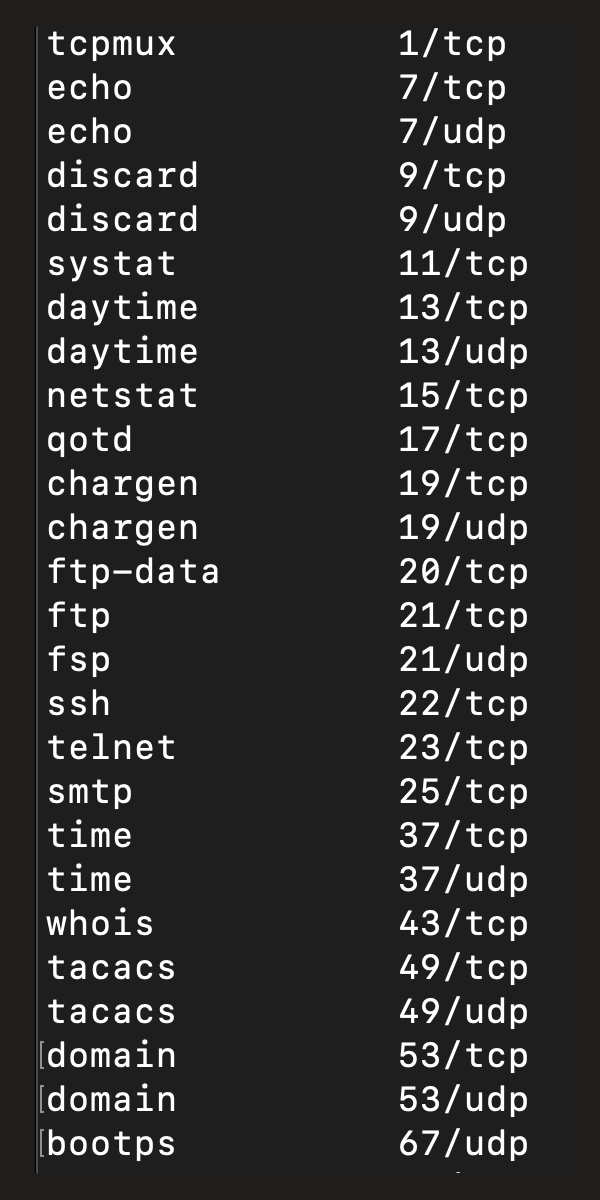 tcpmux 1/tcp
echo 7/tcp
echo 7/udp
discard 9/tcp
discard 9/udp
systat 11/tcp
daytime 13/tcp
daytime 13/udp
netstat 15/tcp
qotd 17/tcp
chargen 19/tcp
chargen 19/udp
ftp-data 20/tcp
ftp 21/tcp
fsp 21/udp
ssh 22/tcp
telnet 23/tcp
smtp 25/tcp
time 37/tcp
time 37/udp
whois 43/tcp
tacacs 49/tcp
tacacs 49/udp
[domain 53/tcp
[domain 53/udp
[bootps 67/udp